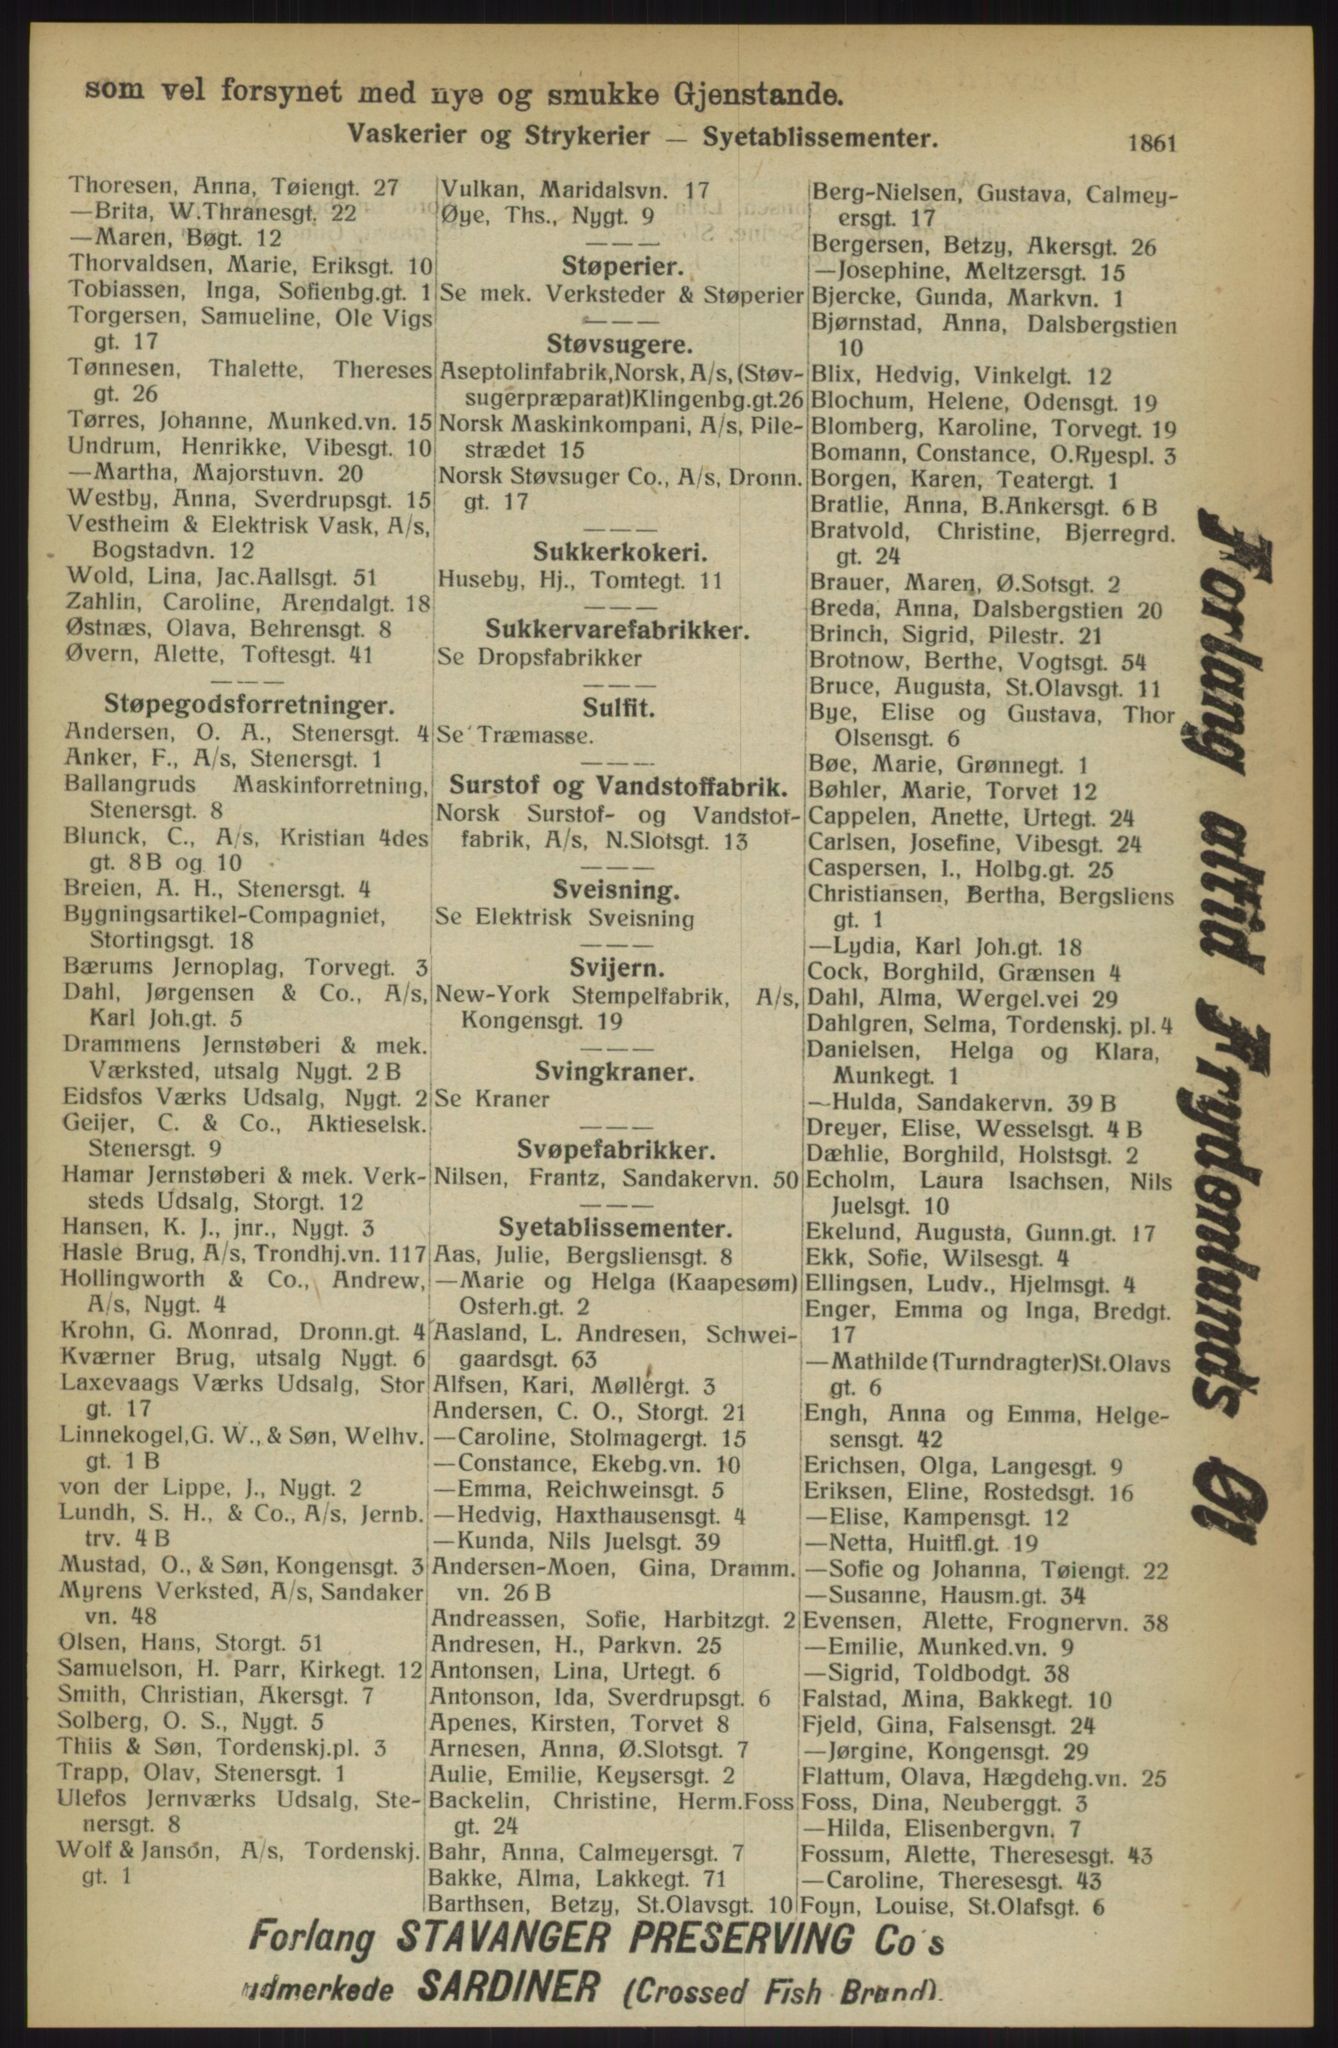 som vel forsynet med nye og smukke Gjenstande.
Vaskerier og Strykerier — Syetablissementer.
1861
Thoresen, Anna, Tøiengt. 27
—Brita, W.Thranesgt. 22
—Maren, Bøgt. 12
Thorvaldsen, Marie, Eriksgt. 10
Tobiassen, Inga, Sofienbg.gt. 1
Torgersen, Samueline, Ole Vigs
gt. 17
Tønnesen, Thalette, Thereses
gt. 26
Tørres, Johanne, Munked.vn. 15
Undrum, Henrikke, Vibesgt. 10
—Martha, Majorstuvn. 20
Westby, Anna, Sverdrupsgt. 15
Vestheim & Elektrisk Vask, A/s,
Bogstadvn. 12
Wold, Lina, Jac.Aallsgt. 51
Zahlin, Caroline, Arendalgt. 18
Østnæs, Olava, Behrensgt. 8
Øvern, Alette, Toftesgt. 41
Støpegodsforretninger.
Andersen, O. A., Stenersgt. 4
Anker, F., A/s, Stenersgt. 1
Ballangruds Maskinforretning,
Stenersgt. 8
Blunck, C., A/s, Kristian 4des
gt. 8 B og 10
Breien, A. H., Stenersgt. 4
Bygningsartikel-Compagniet,
Stortingsgt. 18
Bærums Jernoplag, Torvegt. 3
Dahl, Jørgensen & Co., A/s,
Karl Joh.gt. 5
Drammens Jernstøberi & mek.
Værksted, utsalg Nygt. 2 B
Eidsfos Værks Udsalg, Nygt. 2
Geijer, C. & Co., Aktieselsk.
Stenersgt. 9
Hamar Jernstøberi & mek. Verk-
steds Udsalg, Storgt. 12
Hansen, K. J., jnr., Nygt. 3
Hasle Brug, A/s, Trondhj.vn. 117
Hollingworth & Co., Andrew,
A/s, Nygt. 4
Krohn, G. Monrad, Dronn.gt. 4
Kværner Brug, utsalg Nygt. 6
Laxevaags Værks Udsalg, Stor
gt. 17
Linnekogel,G. W., & Søn, Welhv.
gt. 1 B
von der Lippe, J., Nygt. 2
Lundh, S. H., & Co., A/s, Jernb.
trv. 4 B
Mustad, O., & Søn, Kongensgt. 3
Myrens Verksted, A/s, Sandaker
vn. 48
Olsen, Hans, Storgt. 51
Samuelson, H. Parr, Kirkegt. 12
Smith, Christian, Akersgt. 7
Solberg, O. S., Nygt. 5
Thiis & Søn, Tordenskj.pl. 3
Trapp, Olav, Stenersgt. 1
Ulefos Jernværks Udsalg, Ste-
nersgt. 8
Wolf & Janson, A/s, Tordenskj.
gt. 1
Vulkan, Maridalsvn. 17
Øye, Ths., Nygt. 9
Støperier.
Se mek. Verksteder & Støperier
Støvsugere.
Aseptolinfabrik,Norsk, A/s, (Støv-
sugerpræparat)Klingenbg.gt.26
Norsk Maskinkompani, A/s, Pile-
strædet 15
Norsk Støvsuger Co., A/s, Dronn.
gt. 17
Sukkerkokeri.
Huseby, Hj., Tomtegt. 11
Sukkervarefabrikker.
Se Dropsfabrikker
Sulfit.
Se Træmasse.
Surstof og Vandstoffabrik.
Norsk Surstof- og Vandstof-
fabrik, A/s, N.Slotsgt. 13
Sveisning.
Se Elektrisk Sveisning
Svijern.
New-York Stempelfabrik, A/s,
Kongensgt. 19
Svingkraner.
Se Kraner
Svøpefabrikker.
Nilsen, Frantz, Sandakervn. 50
Syetablissementer.
Aas, Julie, Bergsliensgt. 8
—Marie og Helga (Kaapesøm)
Osterh.gt. 2
Aasland, L. Andresen, Schwei-
gaardsgt. 63
Alfsen, Kari, Møllergt. 3
Andersen, C. O., Storgt. 21
—Caroline, Stolmagergt. 15
—Constance, Ekebg.vn. 10
—Emma, Reichweinsgt. 5
—Hedvig, Haxthausensgt. 4
—Kunda, Nils Juelsgt. 39
Andersen-Moen, Gina, Dramm.
vn. 26 B
Andreassen, Sofie, Harbitzgt. 2
Andresen, H., Parkvn. 25
Antonsen, Lina, Urtegt. 6
Antonson, Ida, Sverdrupsgt. 6
Apenes, Kirsten, Torvet 8
Arnesen, Anna, Ø.Slotsgt. 7
Aulie, Emilie, Keysersgt. 2
Backelin, Christine, Herm.Foss
gt. 24
Bahr, Anna, Calmeyersgt. 7
Bakke, Alma, Lakkegt. 71
Barthsen, Betzy, St.Olavsgt. 10
Berg-Nielsen, Gustava, Calmey-
ersgt. 17
Bergersen, Betzy, Akersgt. 26
—Josephine, Meltzersgt. 15
Bjercke, Gunda, Markvn. 1
Bjørnstad, Anna, Dalsbergstien
10
Blix, Hedvig, Vinkelgt. 12
Blochum, Helene, Odensgt. 19
Blomberg, Karoline, Torvegt. 19
Bomann, Constance, O.Ryespl. 3
Borgen, Karen, Teatergt. 1
Bratlie, Anna, B.Ankersgt. 6 B
Bratvold, Christine, Bjerregrd.
gt. 24
Brauer, Maren, Ø.Sotsgt. 2
Breda, Anna, Dalsbergstien 20
Brinch, Sigrid, Pilestr. 21
Brotnow, Berthe, Vogtsgt. 54
Bruce, Augusta, St.Olavsgt. 11
Bye, Elise og Gustava, Thor
Olsensgt. 6
Bøe, Marie, Grønnegt. 1
Bøhler, Marie, Torvet 12
Cappelen, Anette, Urtegt. 24
Carlsen, Josefine, Vibesgt. 24
Caspersen, I., Holbg.gt. 25
Christiansen, Bertha, Bergsliens
gt. 1
—Lydia, Karl Joh.gt. 18
Cock, Borghild, Grænsen 4
Dahl, Alma, Wergel.vei 29
Dahlgren, Selma, Tordenskj. pl. 4
Danielsen, Helga og Klara,
Munkegt. 1
—Hulda, Sandakervn. 39 B
Dreyer, Elise, Wesselsgt. 4 B
Dæhlie, Borghild, Holstsgt. 2
Echolm, Laura Isachsen, Nils
Juelsgt. 10
Ekelund, Augusta, Gunn.gt. 17
Ekk, Sofie, Wilsesgt. 4
Ellingsen, Ludv., Hjelmsgt. 4
Enger, Emma og Inga, Bredgt.
17
—Mathilde (Turndragter)St.Olavs
gt. 6
Engh, Anna og Emma, Helge-
sensgt. 42
Erichsen, Olga, Langesgt. 9
Eriksen, Eline, Rostedsgt. 16
—Elise, Kampensgt. 12
—Netta, Huitfl.gt. 19
—Sofie og Johanna, Tøiengt. 22
—Susanne, Hausm.gt. 34
Evensen, Alette, Frognervn. 38
—Emilie, Munked.vn. 9
—Sigrid, Toldbodgt. 38
Falstad, Mina, Bakkegt. 10
Fjeld, Gina, Falsensgt. 24
—Jørgine, Kongensgt. 29
Flattum, Olava, Hægdehg.vn. 25
Foss, Dina, Neuberggt. 3
—Hilda, Elisenbergvn. 7
Fossum, Alette, Theresesgt. 43
—Caroline, Theresesgt. 43
Foyn, Louise, St.Olafsgt. 6
Forlang altid Frydenlunds Øl
Forlang STAVANGER PRESERVING Co's
udmerkede SARDINER (Crossed Fish Brand).